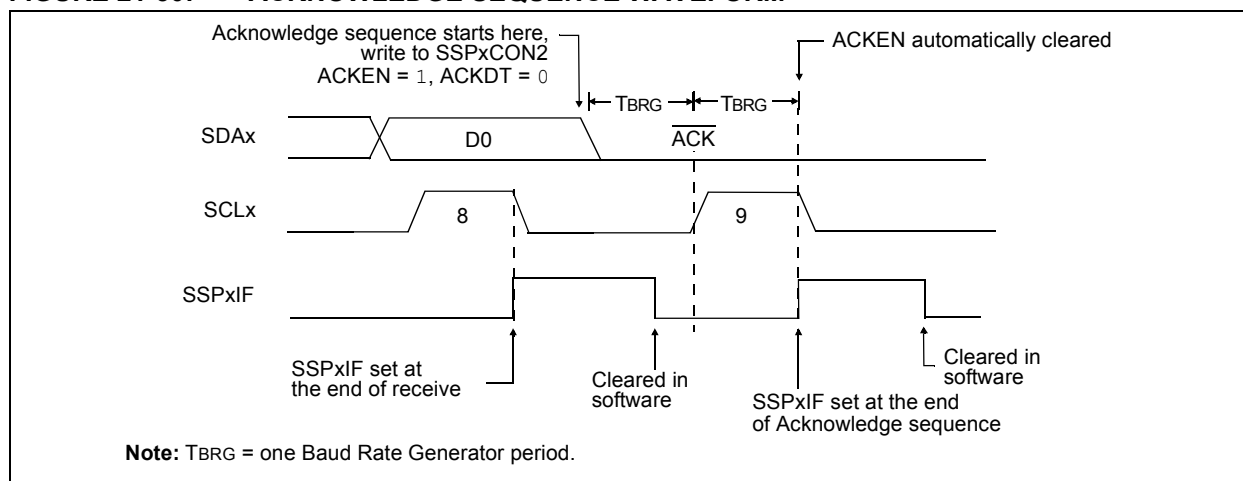 Acknowledge sequence starts here,
write to SSPxCON2
ACKEN = 1, ACKDT = 0
ACKEN automatically cleared
TBRG
TBRG
SDAx
D0
ACK
SCLx
8
9
SSPxIF
SSPxIF set at
the end of receive
Cleared in
software
SSPxIF set at the end
of Acknowledge sequence
Cleared in
software
Note: TBRG = one Baud Rate Generator period.